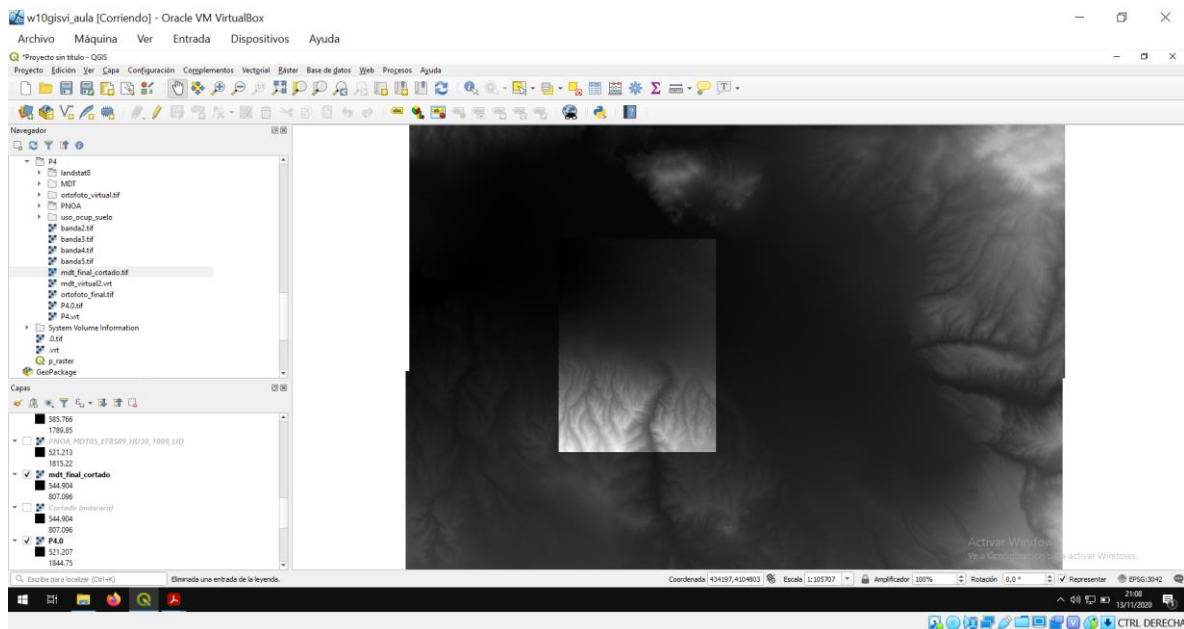 w10gisvi_aula [Corriendo] - Oracle VM VirtualBox
Archivo Máquina Ver Entrada Dispositivos Ayuda
*Proyecto sin título - QGIS
Proyecto Edición Ver Capa Configuración Complementos Vectorial Ráster Base de datos Web Procesos Ayuda
Navegador
P4
landstat8
MDT
ortofoto_virtual.tif
PNOA
uso_ocup_suelo
banda2.tif
banda3.tif
banda4.tif
banda5.tif
mdt_final_cortado.tif
mdt_virtual2.vrt
ortofoto_final.tif
P4.0.tif
P4.vrt
System Volume Information
.0.tif
.vrt
p_raster
GeoPackage
Capas
585.766
1789.85
PNOA_MDT05_ETRS89_HU30_1009_LID
521.213
1815.22
mdt_final_cortado
544.904
807.096
Cortado (máscara)
544.904
807.096
P4.0
521.207
1844.75
Activar Windows
Ve a Configuración para activar Windows.
Escriba para localizar (Ctrl+K) Eliminada una entrada de la leyenda. Coordenada 434197,4104803 Escala 1:105707 Amplificador 100% Rotación 0,0 ° Representar EPSG:3042
21:08
13/11/2020
CTRL DERECHA